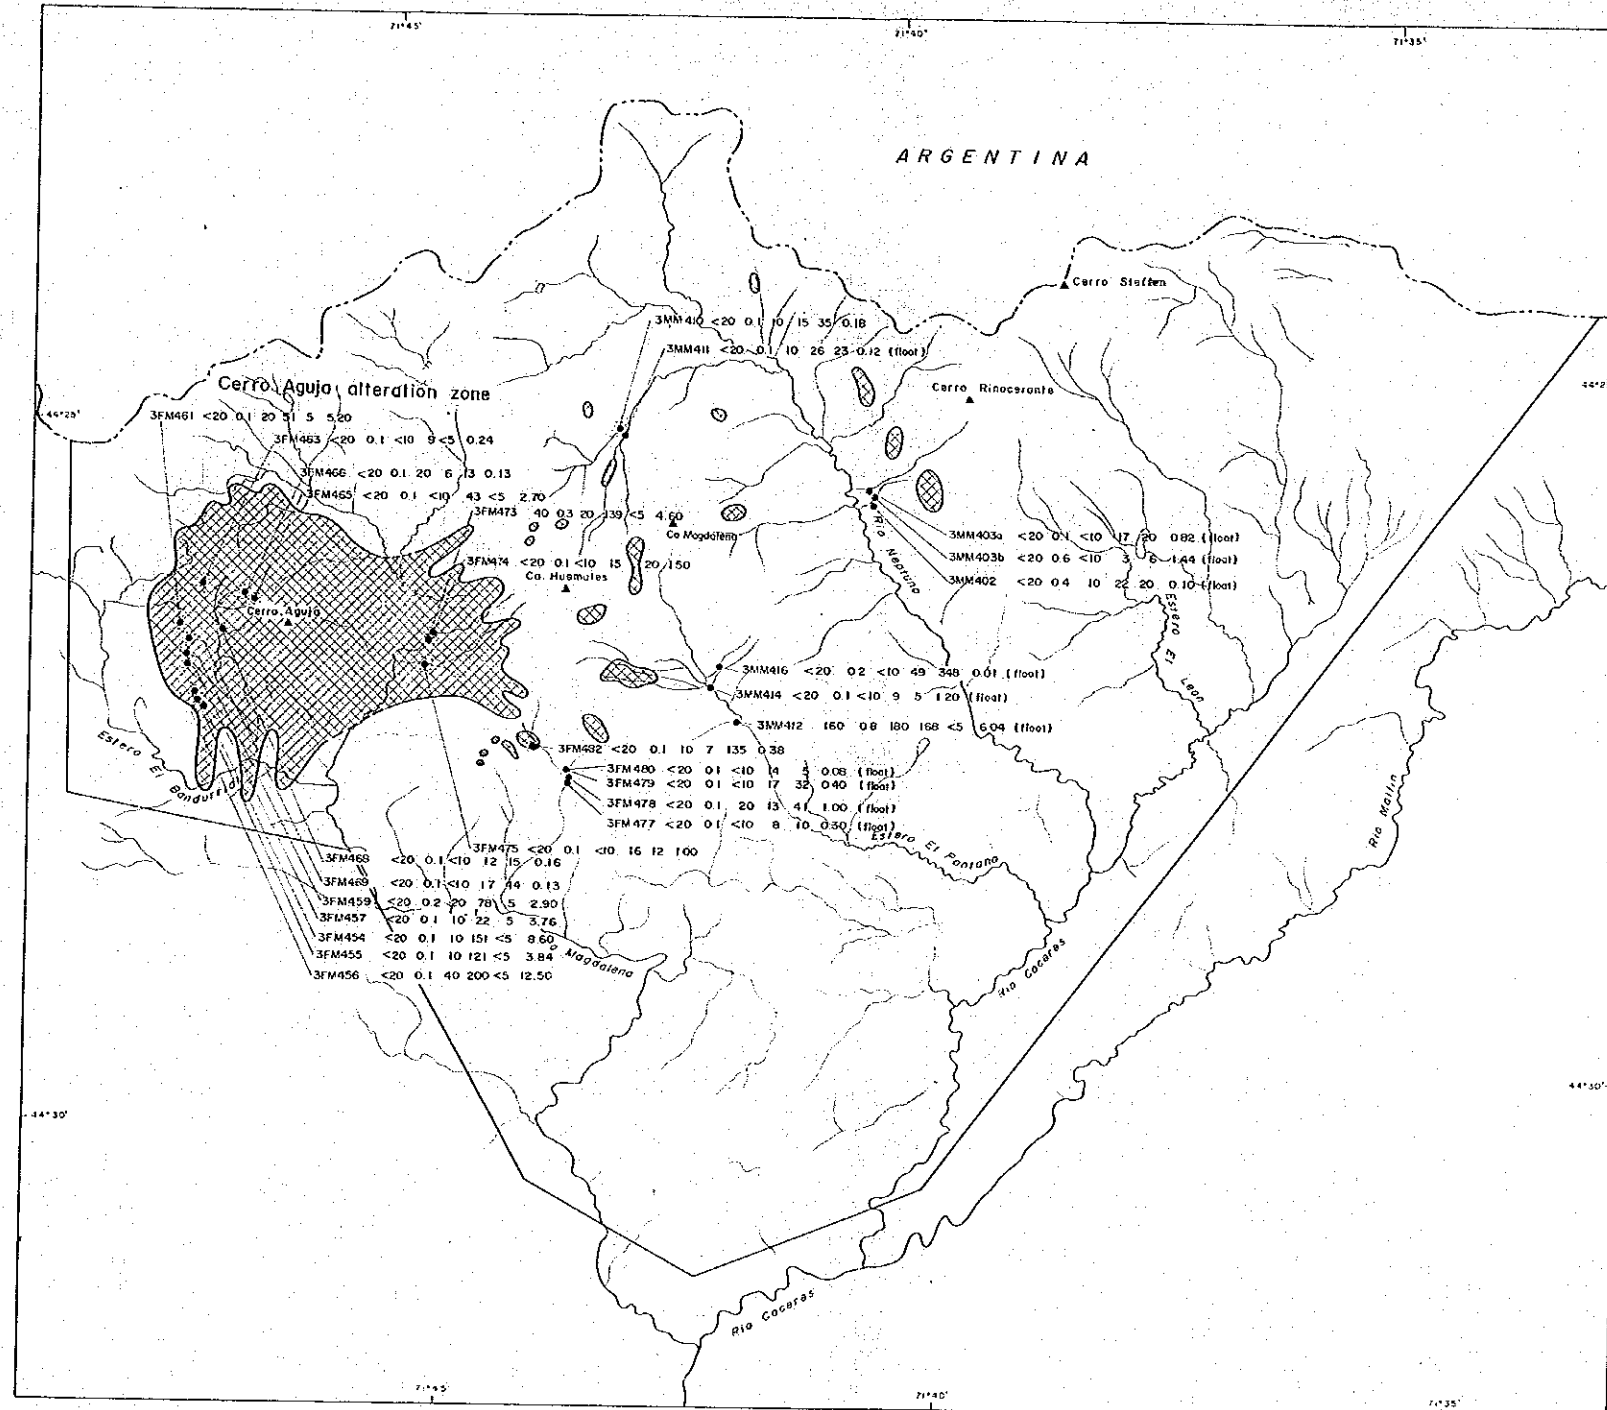 71°45'
71°40'
71°35'
ARGENTINA
Cerro Steffen
3MM410 <20 0.1 10 15 35 0.18
3MM411 <20 0.1 10 26 23 0.12 (float)
Cerro Aguja alteration zone
Cerro Rinoceronte
44°25'
3FM461 <20 0.1 20 51 5 5.20
3FM463 <20 0.1 <10 9 <5 0.24
3FM466 <20 0.1 20 6 13 0.13
3FM465 <20 0.1 <10 43 <5 2.70
3FM473 40 0.3 20 139 <5 4.60
Co Magdalena
3MM403a <20 0.1 <10 17 20 0.82 (float)
3MM403b <20 0.6 <10 3 6 1.44 (float)
3MM402 <20 0.4 10 22 20 0.10 (float)
Rio Neptuno
3FM474 <20 0.1 <10 15 20 1.50
Co. Huemules
Cerro Aguja
Estero El Leon
3MM416 <20 0.2 <10 49 348 0.01 (float)
3MM414 <20 0.1 <10 9 5 1.20 (float)
3MM412 160 0.8 180 168 <5 6.04 (float)
Estero El Bandurrias
3FM482 <20 0.1 10 7 135 0.38
3FM480 <20 0.1 <10 14 5 0.08 (float)
3FM479 <20 0.1 <10 17 32 0.40 (float)
3FM478 <20 0.1 20 13 41 1.00 (float)
3FM477 <20 0.1 <10 8 10 0.30 (float)
Estero El Pantano
Rio Mallin
3FM475 <20 0.1 <10 16 12 1.00
3FM468 <20 0.1 <10 12 15 0.16
3FM469 <20 0.1 <10 17 44 0.13
3FM459 <20 0.2 20 78 5 2.90
3FM457 <20 0.1 10 22 5 3.76
3FM454 <20 0.1 10 151 <5 8.60
3FM455 <20 0.1 10 121 <5 3.84
3FM456 <20 0.1 40 200 <5 12.50
Magdalena
Rio Caceras
44°30'
44°30'
Rio Caceras
71°45'
71°40'
71°35'